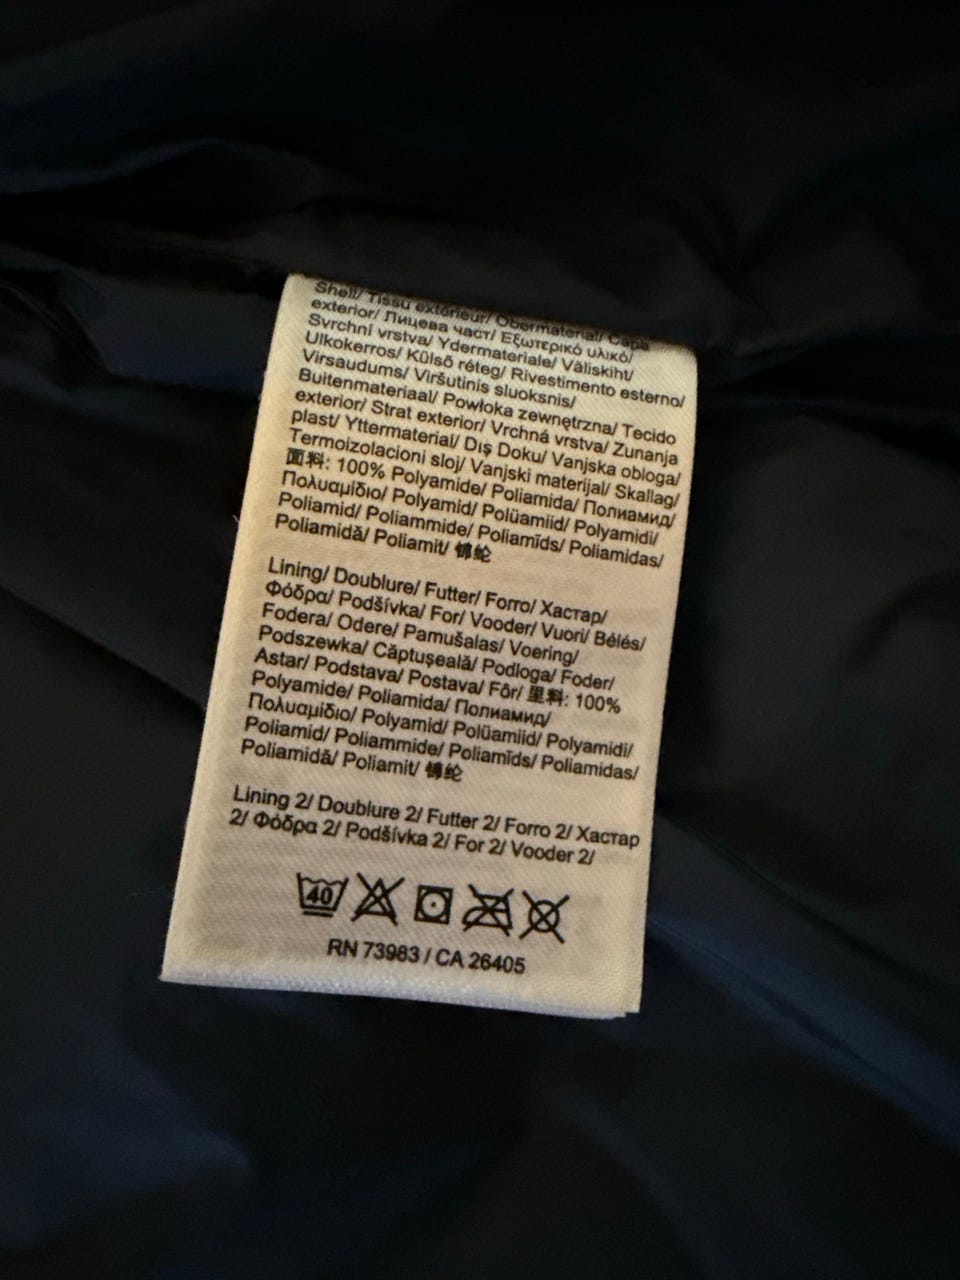 Shell/ Tissu extérieur/ Obermaterial/ Capa
exterior/ Лицева част/ Εξωτερικό υλικό/
Svrchní vrstva/ Ydermateriale/ Väliskiht/
Ulkokerros/ Külső réteg/ Rivestimento esterno/
Virsaudums/ Viršutinis sluoksnis/
Buitenmateriaal/ Powłoka zewnętrzna/ Tecido
exterior/ Strat exterior/ Vrchná vrstva/ Zunanja
plast/ Yttermaterial/ Dış Doku/ Vanjska obloga/
Termoizolacioni sloj/ Vanjski materijal/ Skallag/
面料: 100% Polyamide/ Poliamida/ Полиамид/
Πολυαμίδιο/ Polyamid/ Polüamiid/ Polyamidi/
Poliamid/ Poliammide/ Poliamīds/ Poliamidas/
Poliamidă/ Poliamit/ 锦纶
Lining/ Doublure/ Futter/ Forro/ Хастар/
Φόδρα/ Podšívka/ For/ Vooder/ Vuori/ Bélés/
Fodera/ Odere/ Pamušalas/ Voering/
Podszewka/ Căptușeală/ Podloga/ Foder/
Astar/ Podstava/ Postava/ Fôr/ 里料: 100%
Polyamide/ Poliamida/ Полиамид/
Πολυαμίδιο/ Polyamid/ Polüamiid/ Polyamidi/
Poliamid/ Poliammide/ Poliamīds/ Poliamidas/
Poliamidă/ Poliamit/ 锦纶
Lining 2/ Doublure 2/ Futter 2/ Forro 2/ Хастар
2/ Φόδρα 2/ Podšívka 2/ For 2/ Vooder 2/
40
RN 73983 / CA 26405